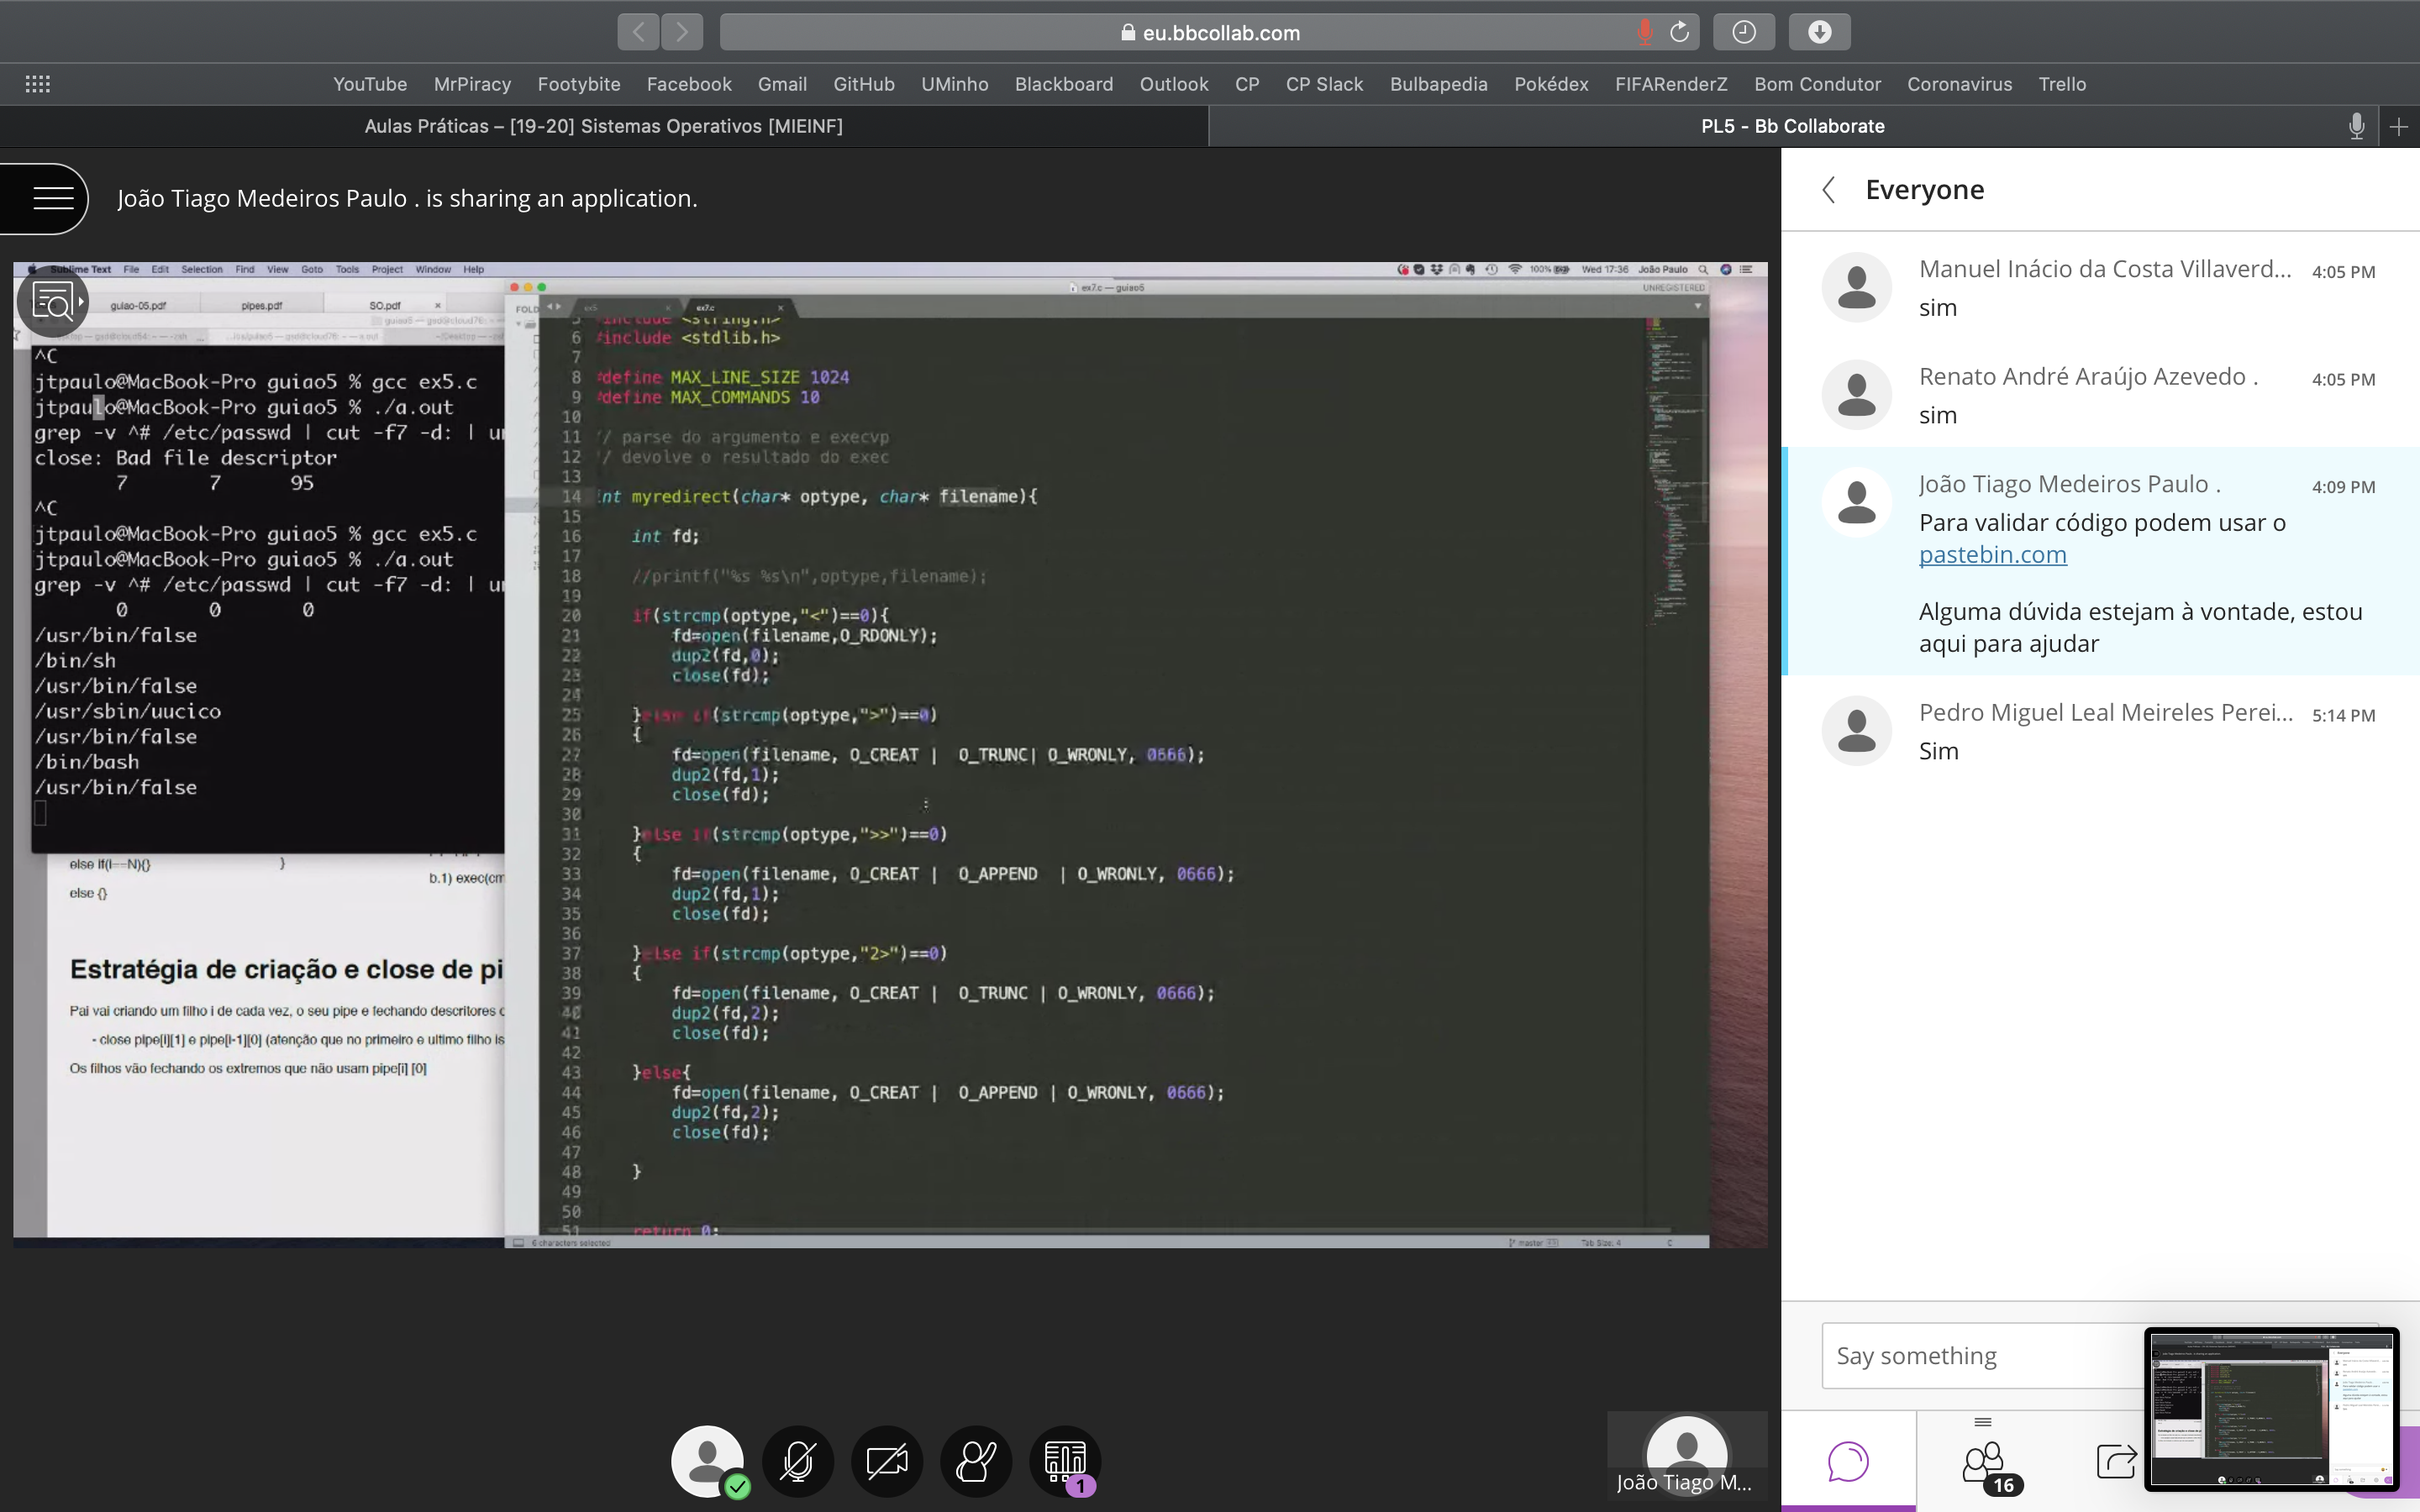 eu.bbcollab.com
YouTube MrPiracy Footybite Facebook Gmail GitHub UMinho Blackboard Outlook CP CP Slack Bulbapedia Pokédex FIFARenderZ Bom Condutor Coronavirus Trello
Aulas Práticas – [19-20] Sistemas Operativos [MIEINF]
PL5 - Bb Collaborate
João Tiago Medeiros Paulo . is sharing an application.
Sublime Text File Edit Selection Find View Goto Tools Project Window Help
100% Wed 17:36 João Paulo
guiao-05.pdf pipes.pdf SO.pdf
ex7.c — guiao5
UNREGISTERED
FOLD
ex5
ex7.c
^C
jtpaulo@MacBook-Pro guiao5 % gcc ex5.c
jtpaulo@MacBook-Pro guiao5 % ./a.out
grep -v ^# /etc/passwd | cut -f7 -d: | u
close: Bad file descriptor
7 7 95
^C
jtpaulo@MacBook-Pro guiao5 % gcc ex5.c
jtpaulo@MacBook-Pro guiao5 % ./a.out
grep -v ^# /etc/passwd | cut -f7 -d: | u
0 0 0
/usr/bin/false
/bin/sh
/usr/bin/false
/usr/sbin/uucico
/usr/bin/false
/bin/bash
/usr/bin/false
else if(i==N){} }
b.1) exec(cm
else {}
Estratégia de criação e close de pi
Pai vai criando um filho i de cada vez, o seu pipe e fechando descritores
- close pipe[i][1] e pipe[i-1][0] (atenção que no primeiro e ultimo filho is
Os filhos vão fechando os extremos que não usam pipe[i] [0]
5 #include <string.h>
6 #include <stdlib.h>
7
8 #define MAX_LINE_SIZE 1024
9 #define MAX_COMMANDS 10
10
11 // parse do argumento e execvp
12 // devolve o resultado do exec
13
14 int myredirect(char* optype, char* filename){
15
16 int fd;
17
18 //printf("%s %s\n",optype,filename);
19
20 if(strcmp(optype,"<")==0){
21 fd=open(filename,O_RDONLY);
22 dup2(fd,0);
23 close(fd);
24
25 }else if(strcmp(optype,">")==0)
26 {
27 fd=open(filename, O_CREAT | O_TRUNC| O_WRONLY, 0666);
28 dup2(fd,1);
29 close(fd);
30
31 }else if(strcmp(optype,">>")==0)
32 {
33 fd=open(filename, O_CREAT | O_APPEND | O_WRONLY, 0666);
34 dup2(fd,1);
35 close(fd);
36
37 }else if(strcmp(optype,"2>")==0)
38 {
39 fd=open(filename, O_CREAT | O_TRUNC | O_WRONLY, 0666);
40 dup2(fd,2);
41 close(fd);
42
43 }else{
44 fd=open(filename, O_CREAT | O_APPEND | O_WRONLY, 0666);
45 dup2(fd,2);
46 close(fd);
47
48 }
49
50
51 return 0;
6 characters selected
master
Tab Size: 4
C
Everyone
Manuel Inácio da Costa Villaverd... 4:05 PM
sim
Renato André Araújo Azevedo . 4:05 PM
sim
João Tiago Medeiros Paulo . 4:09 PM
Para validar código podem usar o
pastebin.com
Alguma dúvida estejam à vontade, estou
aqui para ajudar
Pedro Miguel Leal Meireles Perei... 5:14 PM
Sim
Say something
1
João Tiago M...
16